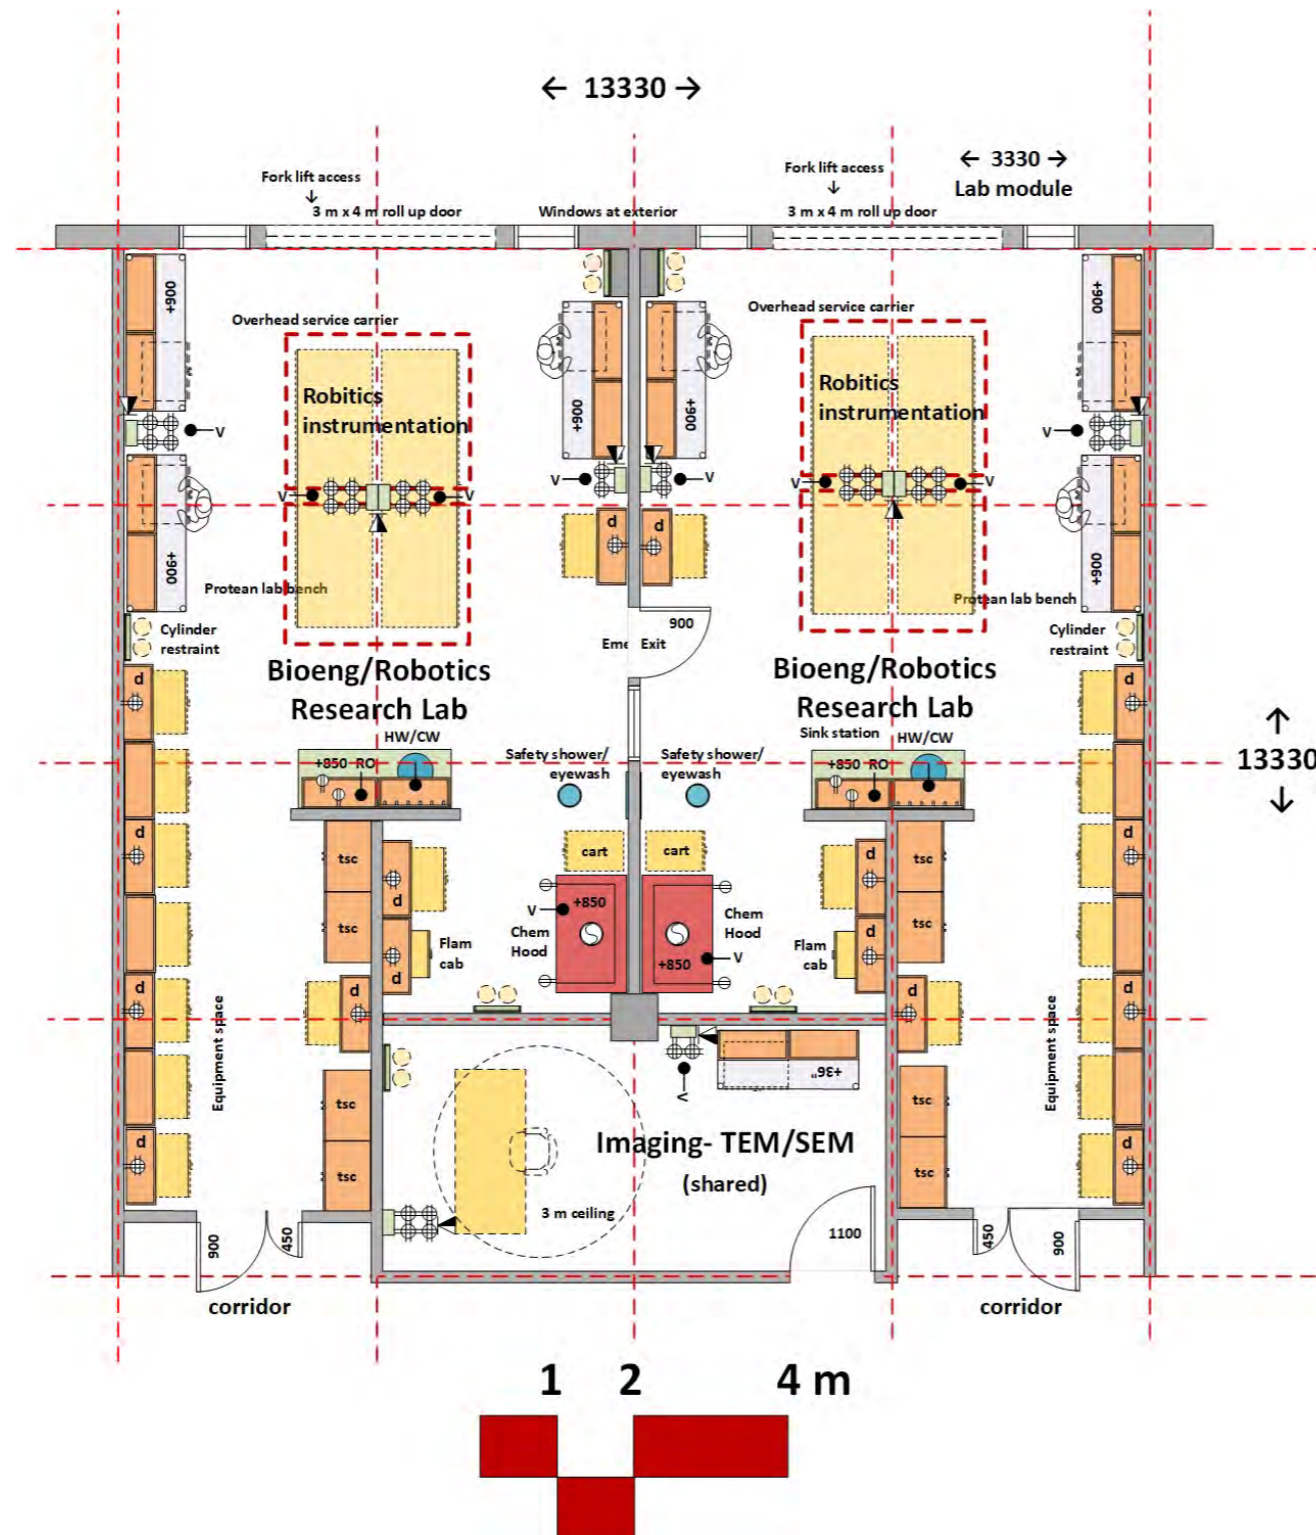 ← 13330 →
← 3330 →
Lab module
Fork lift access
↓
3 m x 4 m roll up door
Windows at exterior
Fork lift access
↓
3 m x 4 m roll up door
+900
+900
Overhead service carrier
Overhead service carrier
Robitics
instrumentation
Robitics
instrumentation
+900
+900
V
V
V
V
V
V
V
V
d
d
+900
+900
Protean lab bench
Protean lab bench
900
Eme
Exit
Cylinder
restraint
Cylinder
restraint
Bioeng/Robotics
Research Lab
Bioeng/Robotics
Research Lab
d
d
HW/CW
Sink station
HW/CW
+850 RO
+850 RO
Safety shower/
eyewash
Safety shower/
eyewash
↑
13330
↓
d
tsc
d
cart
cart
d
tsc
d
tsc
d
V
+850
Chem
Hood
Chem
Hood
+850
V
Flam
cab
Flam
cab
d
tsc
d
d
d
d
Equipment space
Equipment space
+36"
V
tsc
tsc
tsc
tsc
d
d
Imaging- TEM/SEM
(shared)
3 m ceiling
900
450
1100
450
900
corridor
corridor
1
2
4 m